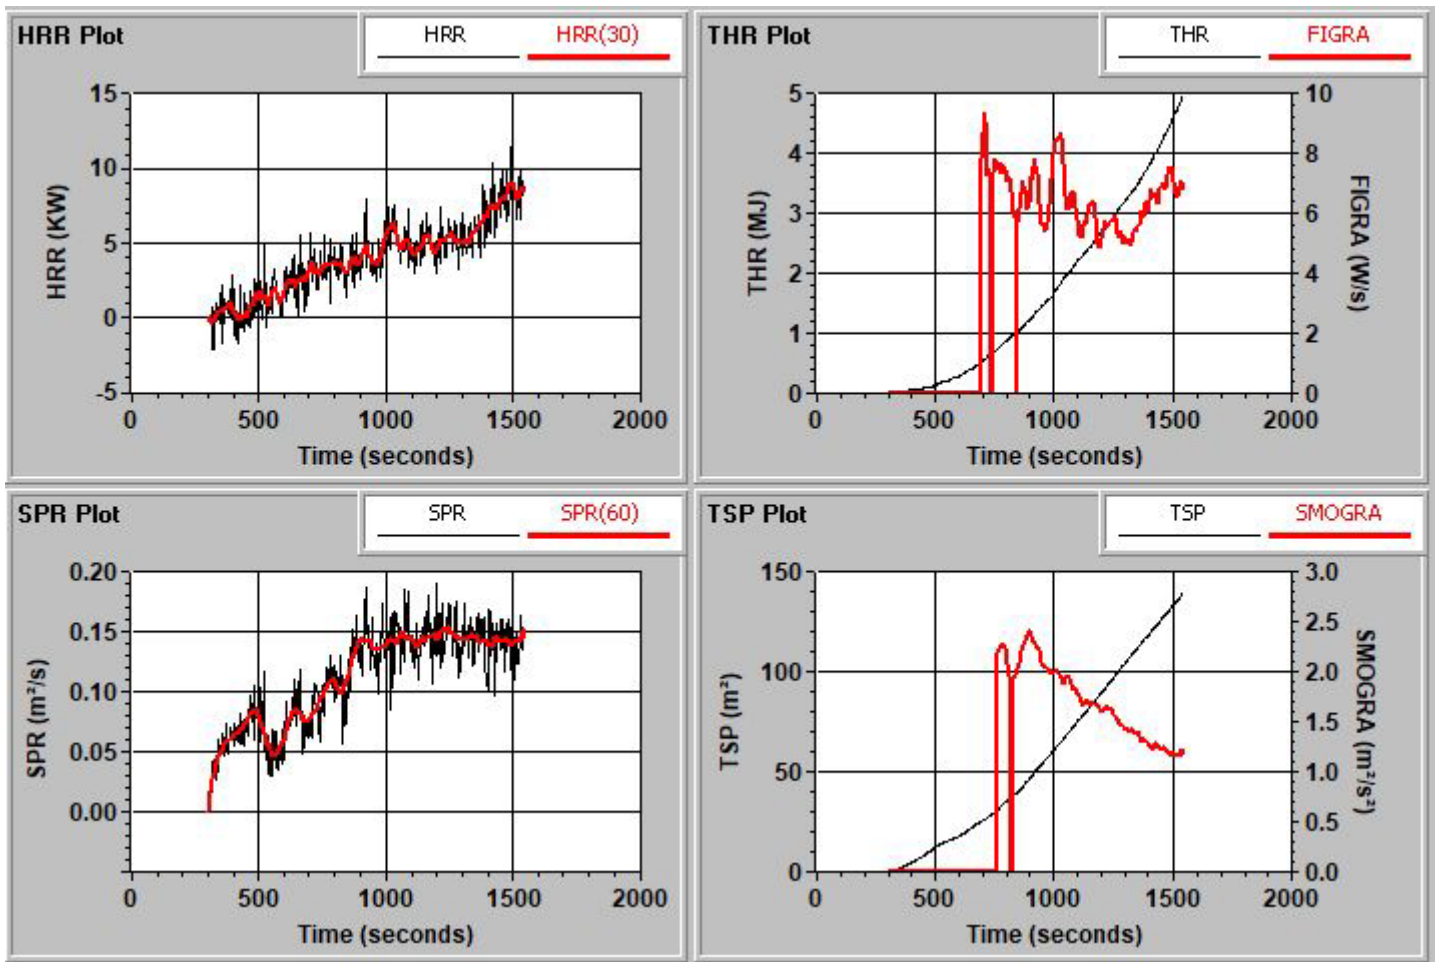 HRR Plot
HRR HRR(30)
15
10
5
0
-5
HRR (KW)
0 500 1000 1500 2000
Time (seconds)
THR Plot
THR FIGRA
5
4
3
2
1
0
THR (MJ)
10
8
6
4
2
0
FIGRA (W/s)
0 500 1000 1500 2000
Time (seconds)
SPR Plot
SPR SPR(60)
0.20
0.15
0.10
0.05
0.00
SPR (m²/s)
0 500 1000 1500 2000
Time (seconds)
TSP Plot
TSP SMOGRA
150
100
50
0
TSP (m²)
3.0
2.5
2.0
1.5
1.0
0.5
0.0
SMOGRA (m²/s²)
0 500 1000 1500 2000
Time (seconds)